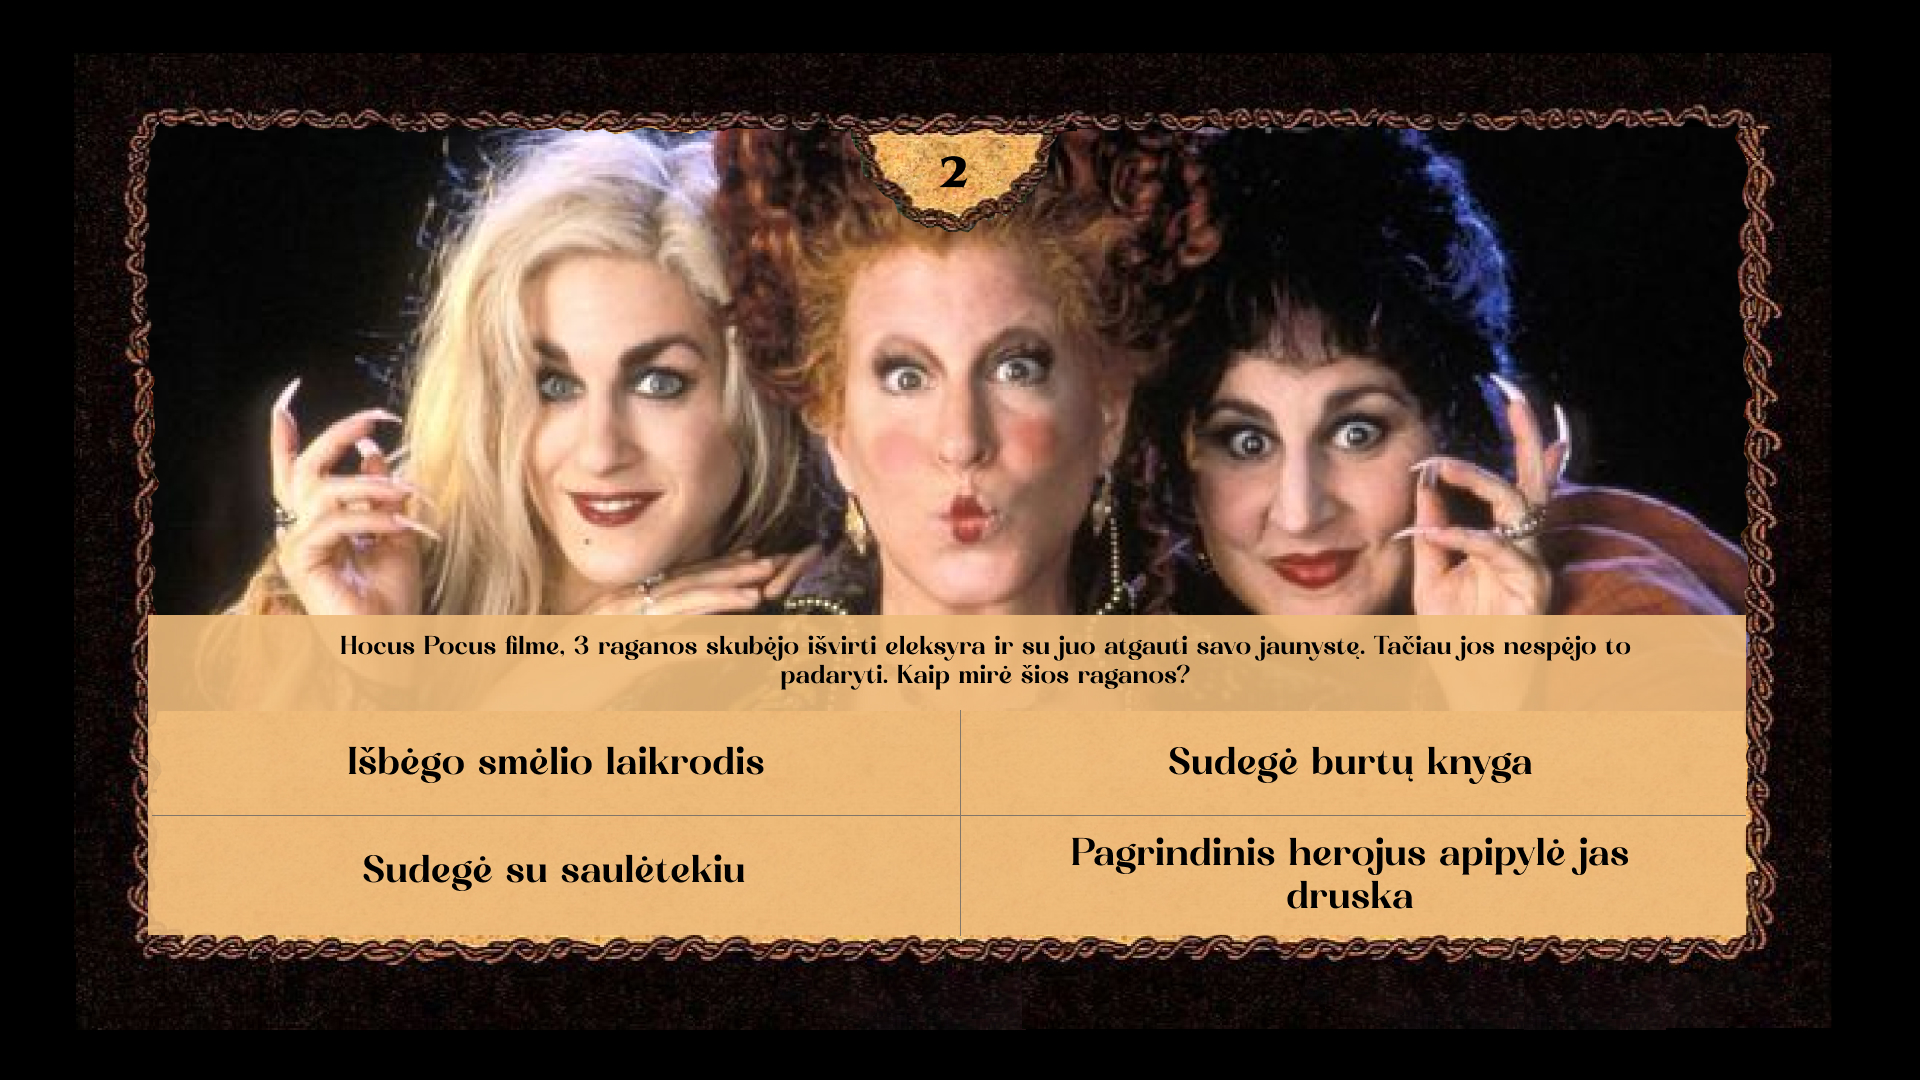 2
Hocus Pocus filme, 3 raganos skubėjo išvirti eleksyra ir su juo atgauti savo jaunystę. Tačiau jos nespėjo to
padaryti. Kaip mirė šios raganos?
Išbėgo smėlio laikrodis
Sudegė burtų knyga
Sudegė su saulėtekiu
Pagrindinis herojus apipylė jas
druska